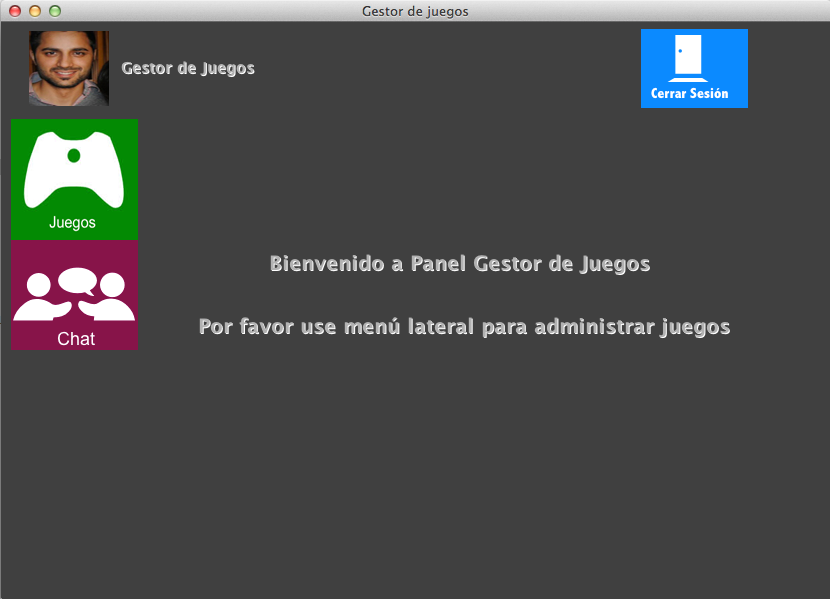 Gestor de juegos
Gestor de Juegos
Cerrar Sesión
Juegos
Bienvenido a Panel Gestor de Juegos
Por favor use menú lateral para administrar juegos
Chat